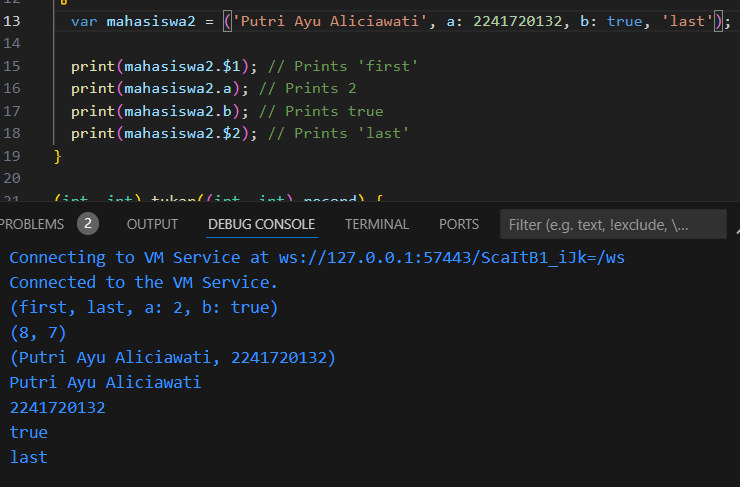 12
13 var mahasiswa2 = ('Putri Ayu Aliciawati', a: 2241720132, b: true, 'last');
14
15 print(mahasiswa2.$1); // Prints 'first'
16 print(mahasiswa2.a); // Prints 2
17 print(mahasiswa2.b); // Prints true
18 print(mahasiswa2.$2); // Prints 'last'
19 }
20
21 (int, int) tukar((int, int) record) {
PROBLEMS 2 OUTPUT DEBUG CONSOLE TERMINAL PORTS Filter (e.g. text, !exclude, \...
Connecting to VM Service at ws://127.0.0.1:57443/ScaItB1_iJk=/ws
Connected to the VM Service.
(first, last, a: 2, b: true)
(8, 7)
(Putri Ayu Aliciawati, 2241720132)
Putri Ayu Aliciawati
2241720132
true
last